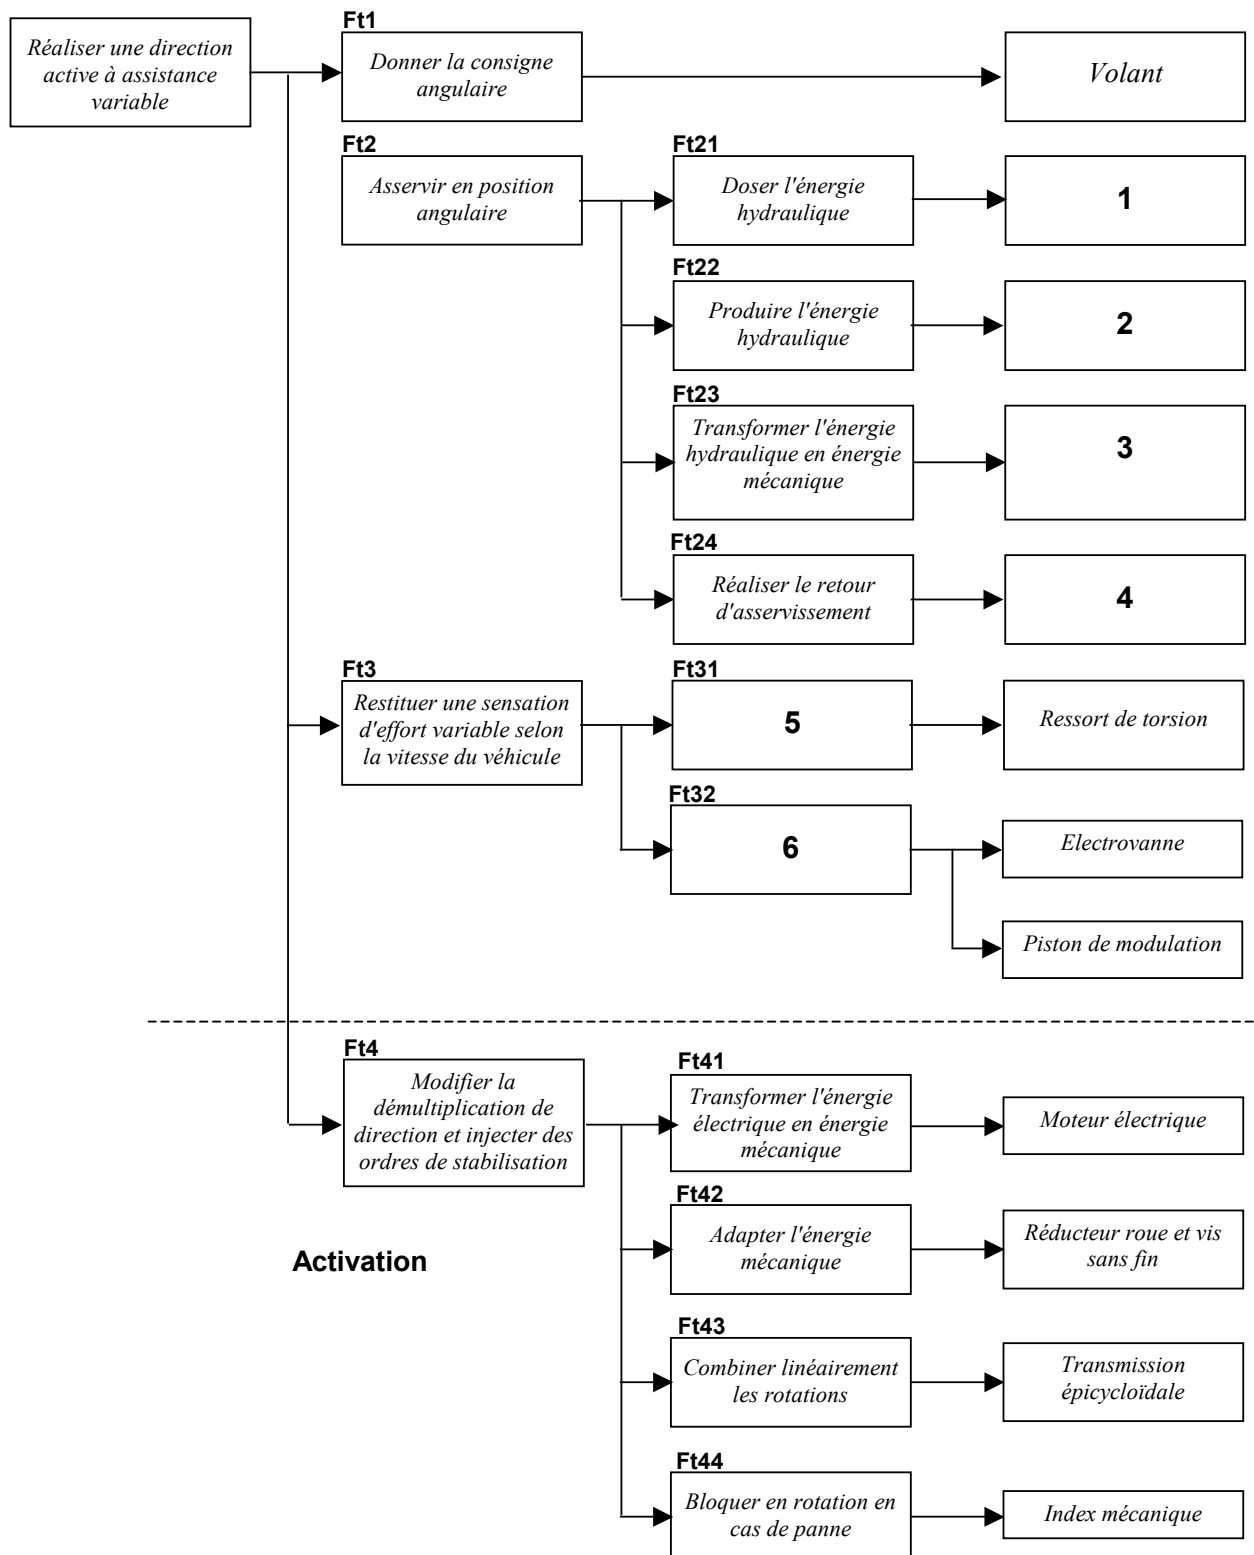 Réaliser une direction
active à assistance
variable
Ft1
Donner la consigne
angulaire
Volant
Ft2
Asservir en position
angulaire
Ft21
Doser l'énergie
hydraulique
1
Ft22
Produire l'énergie
hydraulique
2
Ft23
Transformer l'énergie
hydraulique en énergie
mécanique
3
Ft24
Réaliser le retour
d'asservissement
4
Ft3
Restituer une sensation
d'effort variable selon
la vitesse du véhicule
Ft31
5
Ressort de torsion
Ft32
6
Electrovanne
Piston de modulation
Ft4
Modifier la
démultiplication de
direction et injecter des
ordres de stabilisation
Ft41
Transformer l'énergie
électrique en énergie
mécanique
Moteur électrique
Ft42
Adapter l'énergie
mécanique
Réducteur roue et vis
sans fin
Activation
Ft43
Combiner linéairement
les rotations
Transmission
épicycloïdale
Ft44
Bloquer en rotation en
cas de panne
Index mécanique